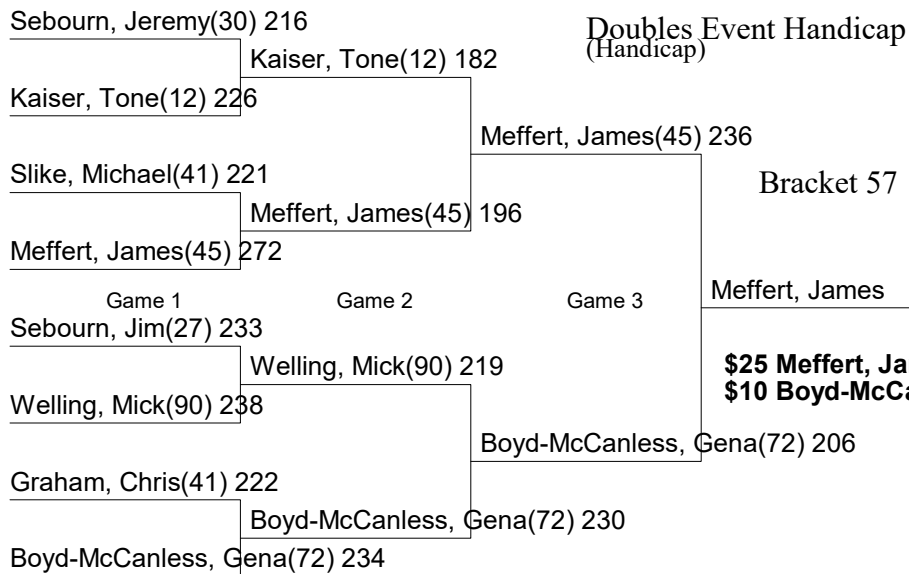 Sebourn, Jeremy(30) 216
Doubles Event Handicap
(Handicap)
Kaiser, Tone(12) 182
Kaiser, Tone(12) 226
Meffert, James(45) 236
Slike, Michael(41) 221
Bracket 57
Meffert, James(45) 196
Meffert, James(45) 272
Game 1 Game 2 Game 3
Meffert, James
Sebourn, Jim(27) 233
Welling, Mick(90) 219
$25 Meffert, Ja
$10 Boyd-McCa
Welling, Mick(90) 238
Boyd-McCanless, Gena(72) 206
Graham, Chris(41) 222
Boyd-McCanless, Gena(72) 230
Boyd-McCanless, Gena(72) 234